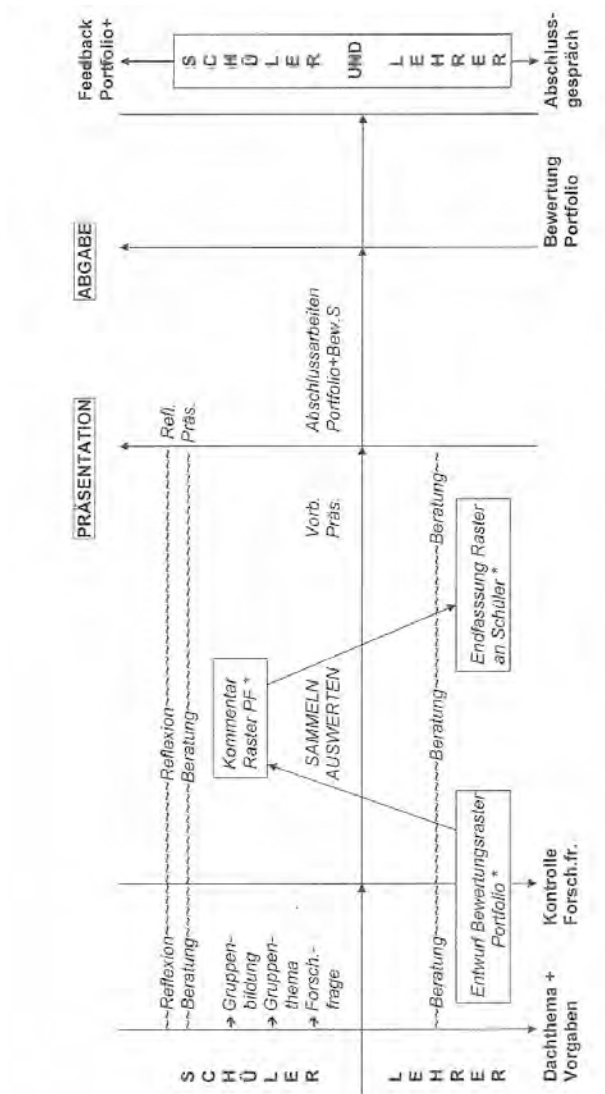 PRÄSENTATION
ABGABE
Feedback
Portfolio+
~Reflexion~Reflexion~Refl.
~Beratung~Beratung~Präs.
SCHÜLER
→ Gruppen-
bildung
→ Gruppen-
thema
→ Forsch.-
frage
Kommentar
Raster PF *
SAMMELN
AUSWERTEN
Vorb.
Präs.
Abschlussarbeiten
Portfolio+Bew.S
SCHÜLER UND LEHRER
LEHRER
~Beratung~Beratung~Beratung~
Entwurf Bewertungsraster
Portfolio *
Endfasssung Raster
an Schüler *
Dachthema +
Vorgaben
Kontrolle
Forsch.fr.
Bewertung
Portfolio
Abschluss-
gespräch